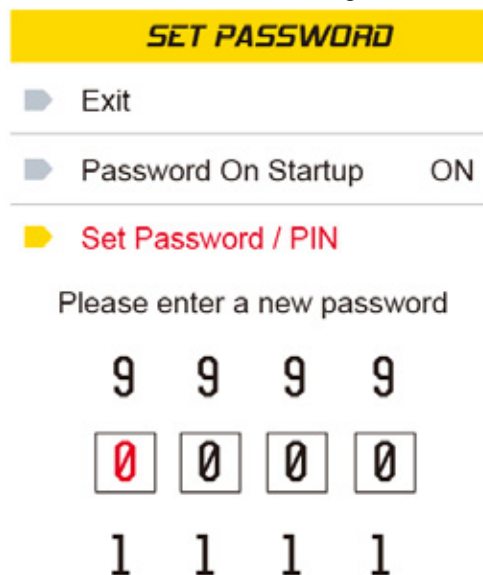 SET PASSWORD
Exit
Password On Startup ON
Set Password / PIN
Please enter a new password
9 9 9 9
0 0 0 0
1 1 1 1